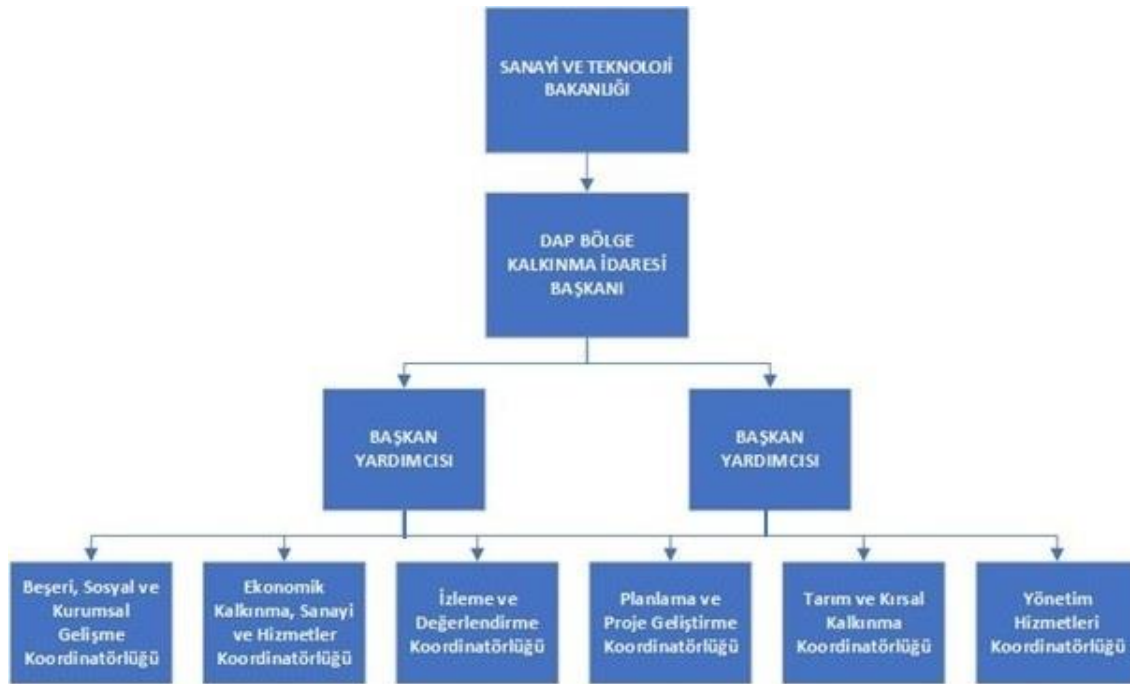 SANAYİ VE TEKNOLOJİ
BAKANLIĞI
DAP BÖLGE
KALKINMA İDARESİ
BAŞKANI
BAŞKAN
YARDIMCISI
BAŞKAN
YARDIMCISI
Beşeri, Sosyal ve
Kurumsal
Gelişme
Koordinatörlüğü
Ekonomik
Kalkınma, Sanayi
ve Hizmetler
Koordinatörlüğü
İzleme ve
Değerlendirme
Koordinatörlüğü
Planlama ve
Proje Geliştirme
Koordinatörlüğü
Tarım ve Kırsal
Kalkınma
Koordinatörlüğü
Yönetim
Hizmetleri
Koordinatörlüğü